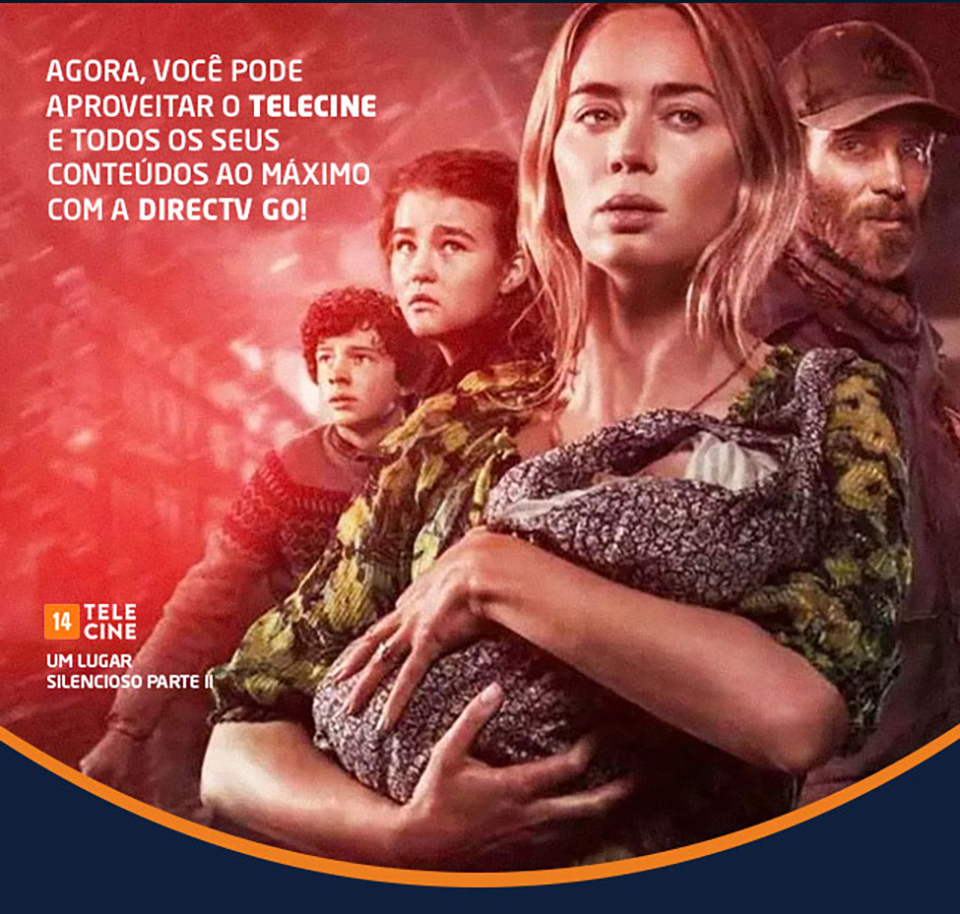 AGORA, VOCÊ PODE
APROVEITAR O TELECINE
E TODOS OS SEUS
CONTEÚDOS AO MÁXIMO
COM A DIRECTV GO!
14 TELE
CINE
UM LUGAR
SILENCIOSO PARTE II